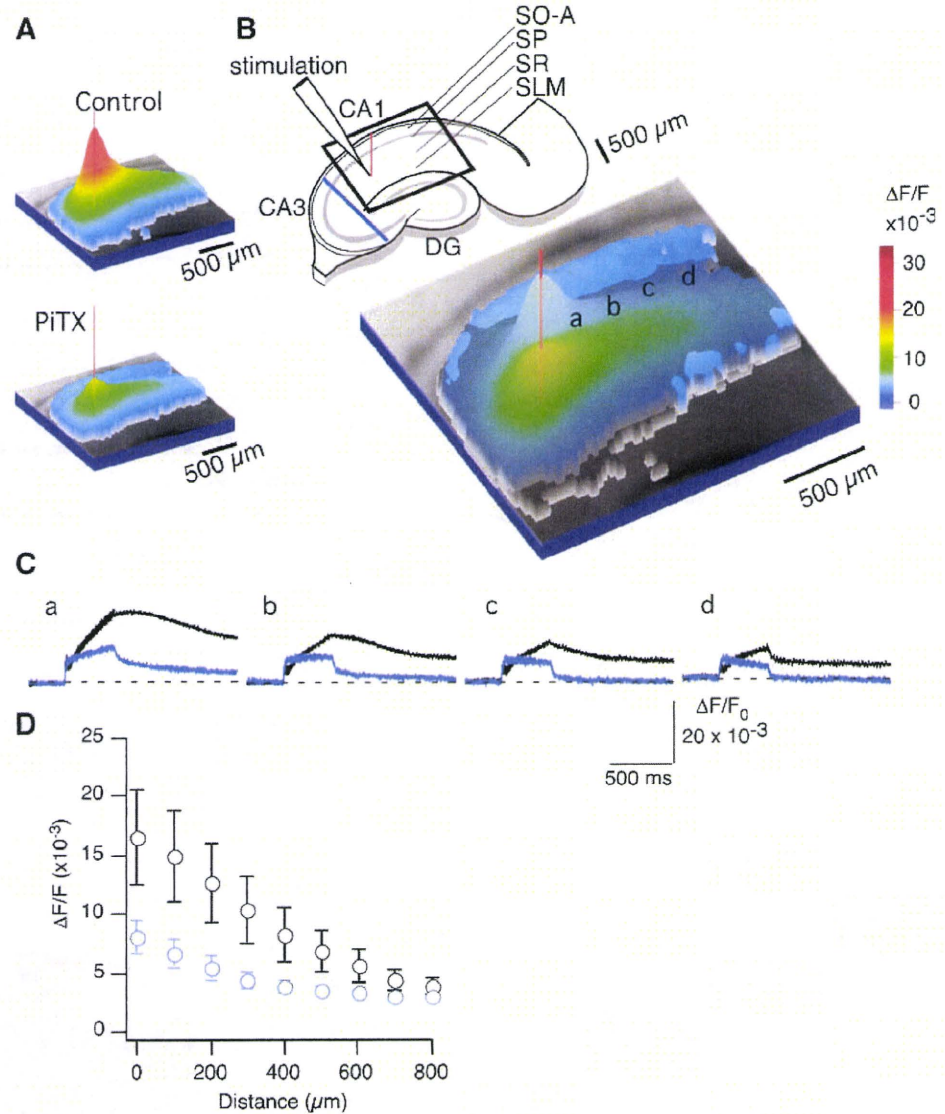 A
Control
500 µm
PiTX
500 µm
B
stimulation
SO-A
SP
SR
SLM
CA1
CA3
DG
500 µm
a
b
c
d
500 µm
ΔF/F
x10⁻³
30
20
10
0
C
a
b
c
d
ΔF/F₀
20 x 10⁻³
500 ms
D
ΔF/F (x10⁻³)
25
20
15
10
5
0
0 200 400 600 800
Distance (µm)